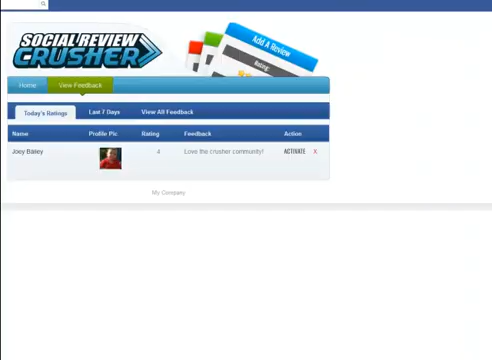 SOCIAL REVIEW
CRUSHER
Add A Review
Rating:
Home View Feedback
Today's Ratings Last 7 Days View All Feedback
Name Profile Pic Rating Feedback Action
Joey Bailey 4 Love the crusher community! ACTIVATE X
My Company